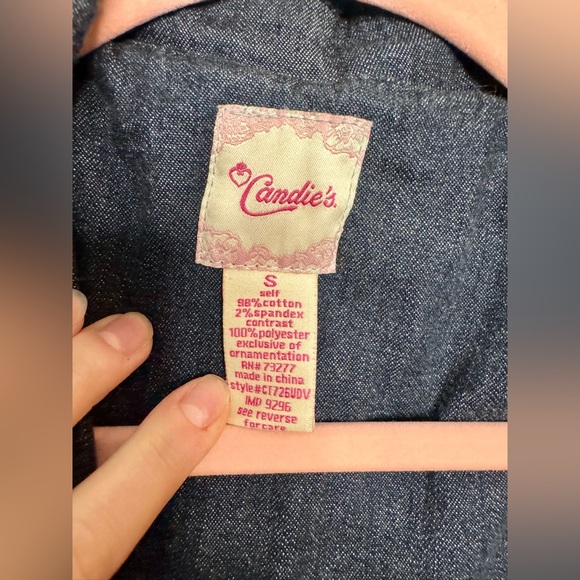 Candie's.
S
self
98%cotton
2%spandex
contrast
100%polyester
exclusive of
ornamentation
RN# 73277
made in china
style#CT726UDV
IMP 9296
see reverse
for care